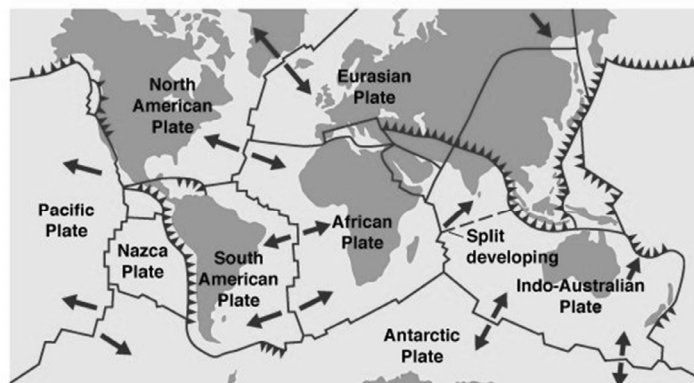 North
American
Plate
Eurasian
Plate
Pacific
Plate
Nazca
Plate
South
American
Plate
African
Plate
Split
developing
Indo-Australian
Plate
Antarctic
Plate